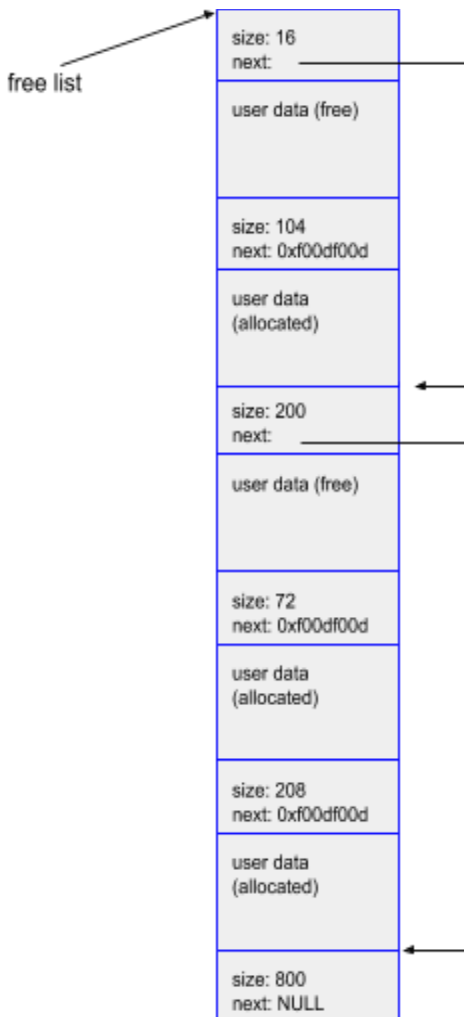 free list
size: 16
next:
user data (free)
size: 104
next: 0xf00df00d
user data
(allocated)
size: 200
next:
user data (free)
size: 72
next: 0xf00df00d
user data
(allocated)
size: 208
next: 0xf00df00d
user data
(allocated)
size: 800
next: NULL